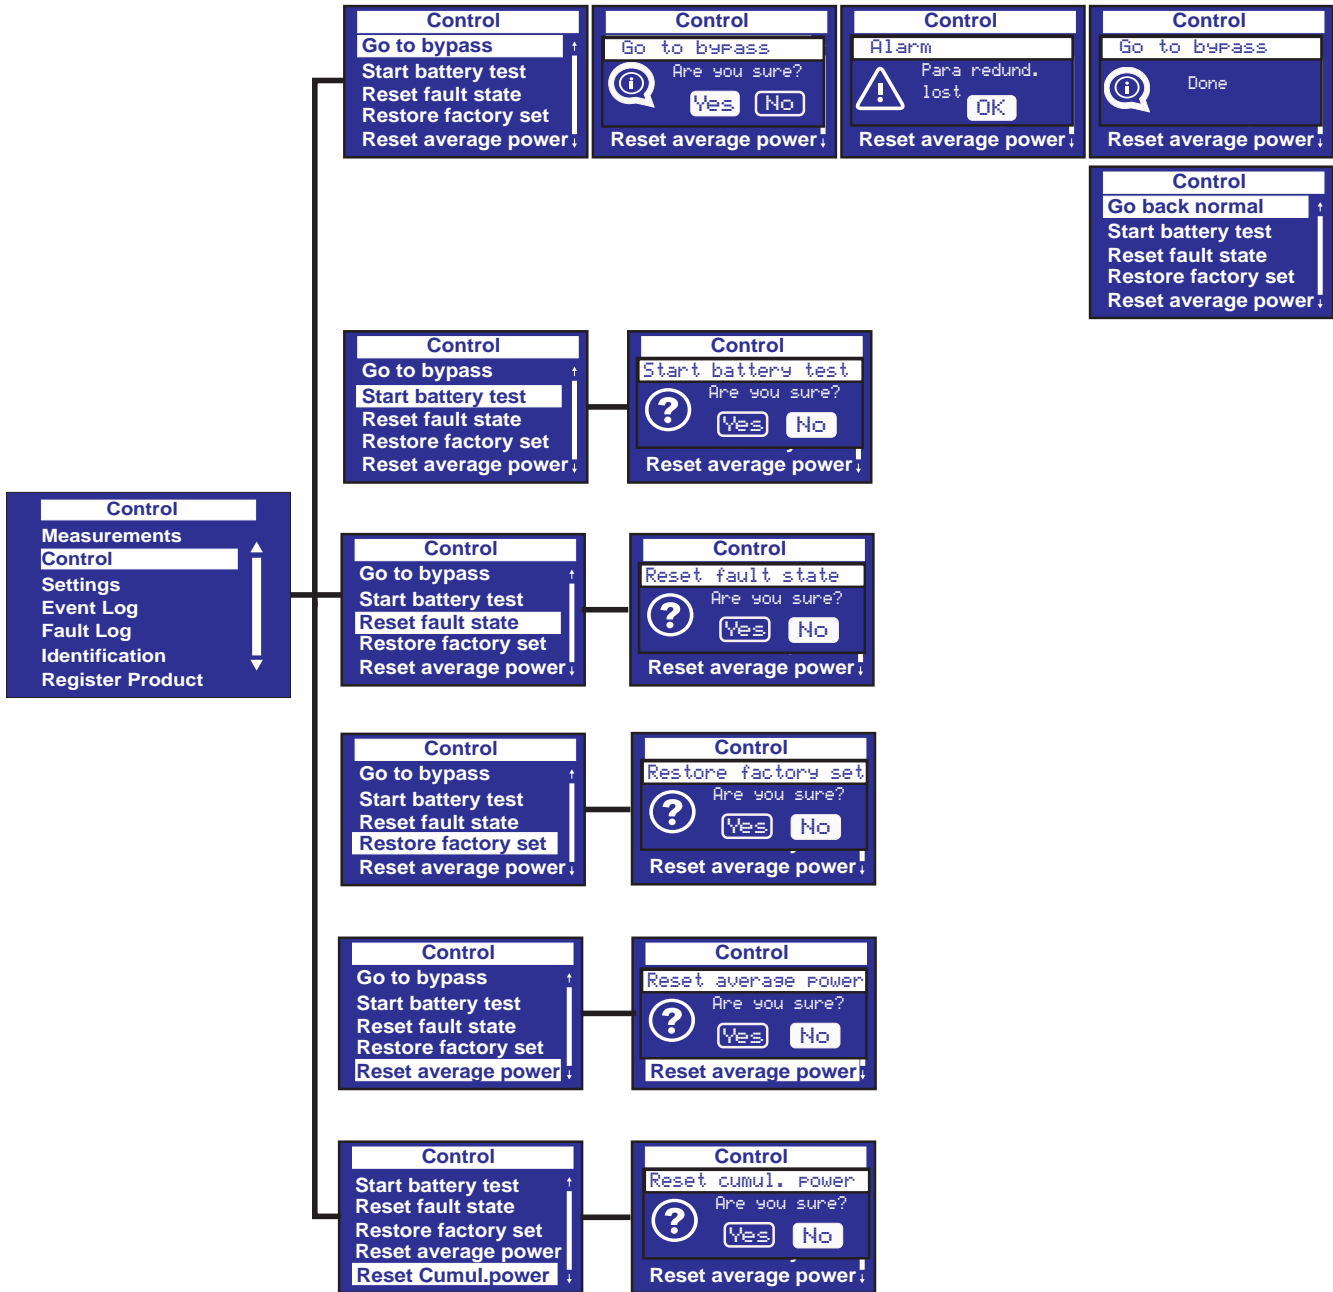 Control
Go to bypass
Start battery test
Reset fault state
Restore factory set
Reset average power
Control
Go to bypass
Are you sure?
Yes No
Reset average power
Control
Alarm
Para redund.
lost
OK
Reset average power
Control
Go to bypass
Done
Reset average power
Control
Go back normal
Start battery test
Reset fault state
Restore factory set
Reset average power
Control
Go to bypass
Start battery test
Reset fault state
Restore factory set
Reset average power
Control
Start battery test
Are you sure?
Yes No
Reset average power
Control
Measurements
Control
Settings
Event Log
Fault Log
Identification
Register Product
Control
Go to bypass
Start battery test
Reset fault state
Restore factory set
Reset average power
Control
Reset fault state
Are you sure?
Yes No
Reset average power
Control
Go to bypass
Start battery test
Reset fault state
Restore factory set
Reset average power
Control
Restore factory set
Are you sure?
Yes No
Reset average power
Control
Go to bypass
Start battery test
Reset fault state
Restore factory set
Reset average power
Control
Reset average power
Are you sure?
Yes No
Reset average power
Control
Start battery test
Reset fault state
Restore factory set
Reset average power
Reset Cumul.power
Control
Reset cumul. power
Are you sure?
Yes No
Reset average power